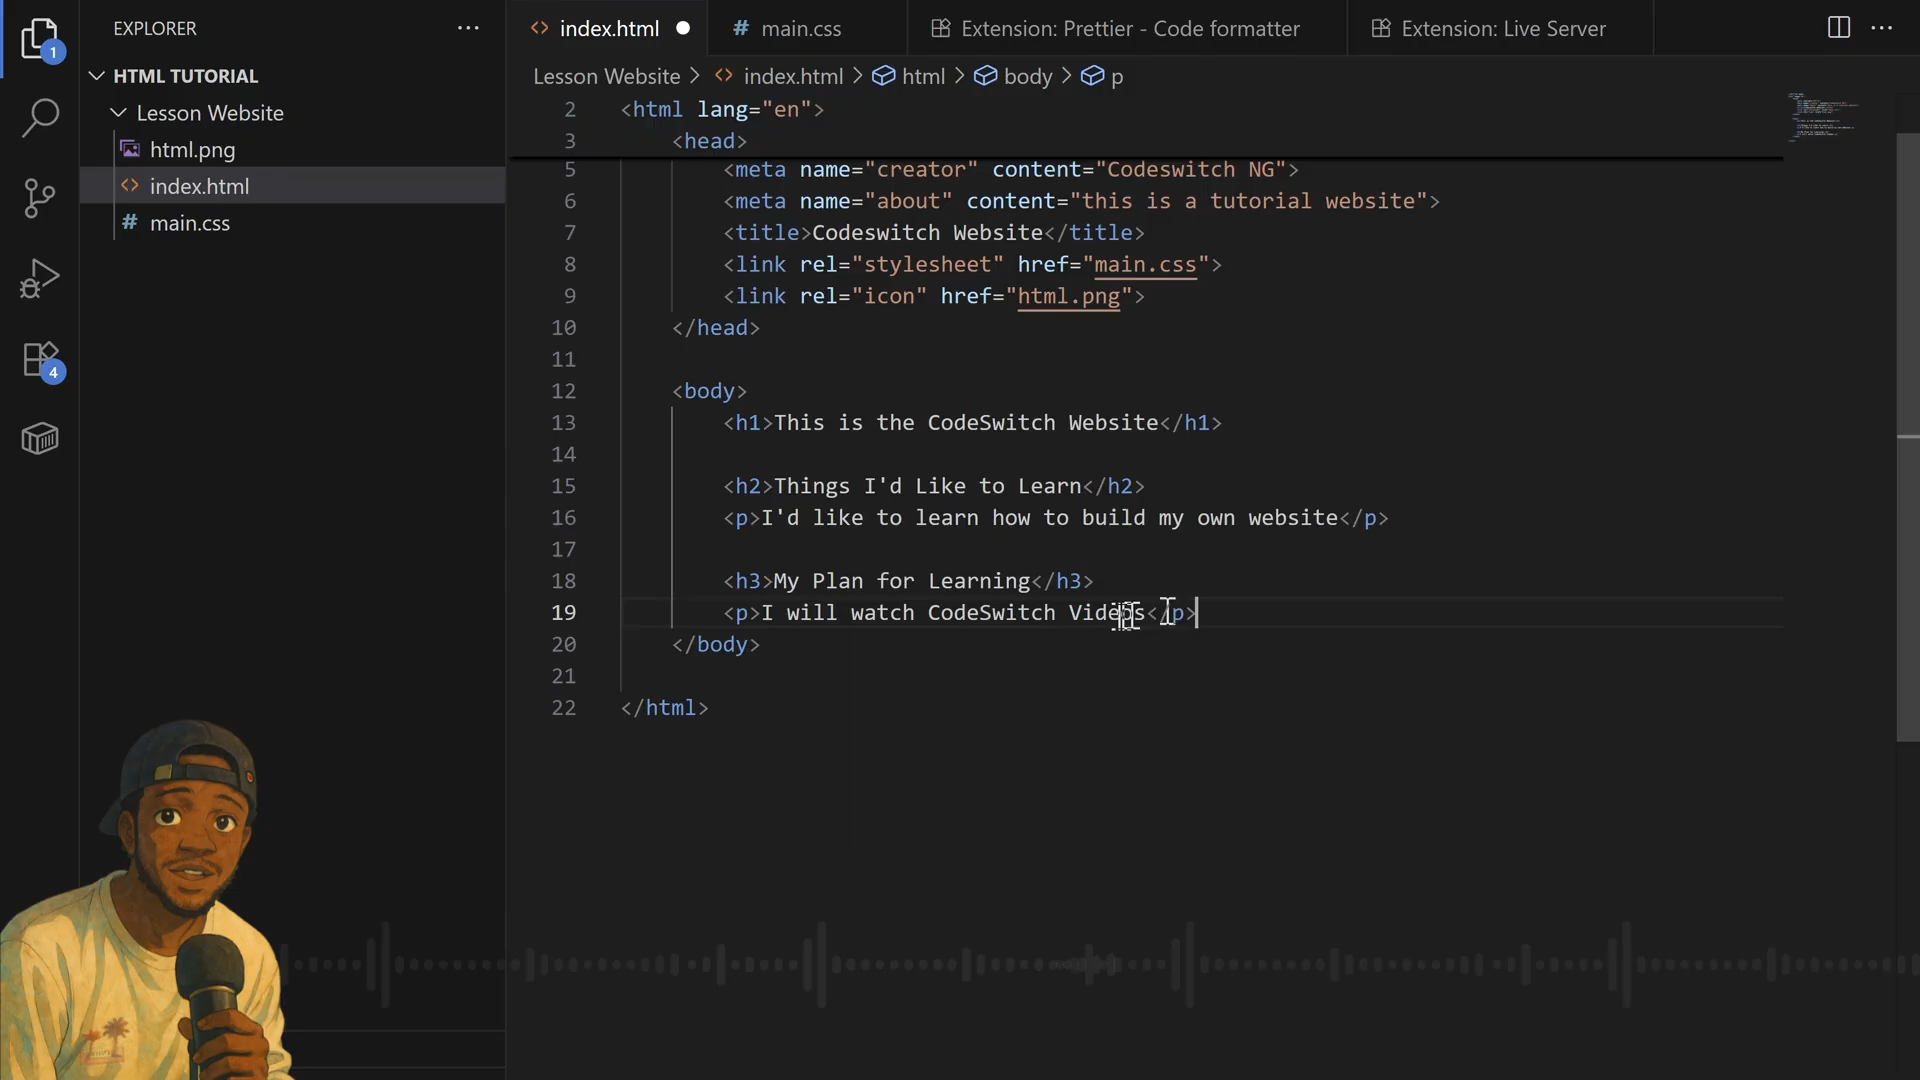 EXPLORER
HTML TUTORIAL
Lesson Website
html.png
index.html
main.css
1
4
index.html
main.css
Extension: Prettier - Code formatter
Extension: Live Server
Lesson Website > index.html > html > body > p
2 <html lang="en">
3 <head>
5 <meta name="creator" content="Codeswitch NG">
6 <meta name="about" content="this is a tutorial website">
7 <title>Codeswitch Website</title>
8 <link rel="stylesheet" href="main.css">
9 <link rel="icon" href="html.png">
10 </head>
11
12 <body>
13 <h1>This is the CodeSwitch Website</h1>
14
15 <h2>Things I'd Like to Learn</h2>
16 <p>I'd like to learn how to build my own website</p>
17
18 <h3>My Plan for Learning</h3>
19 <p>I will watch CodeSwitch Videos</p>
20 </body>
21
22 </html>